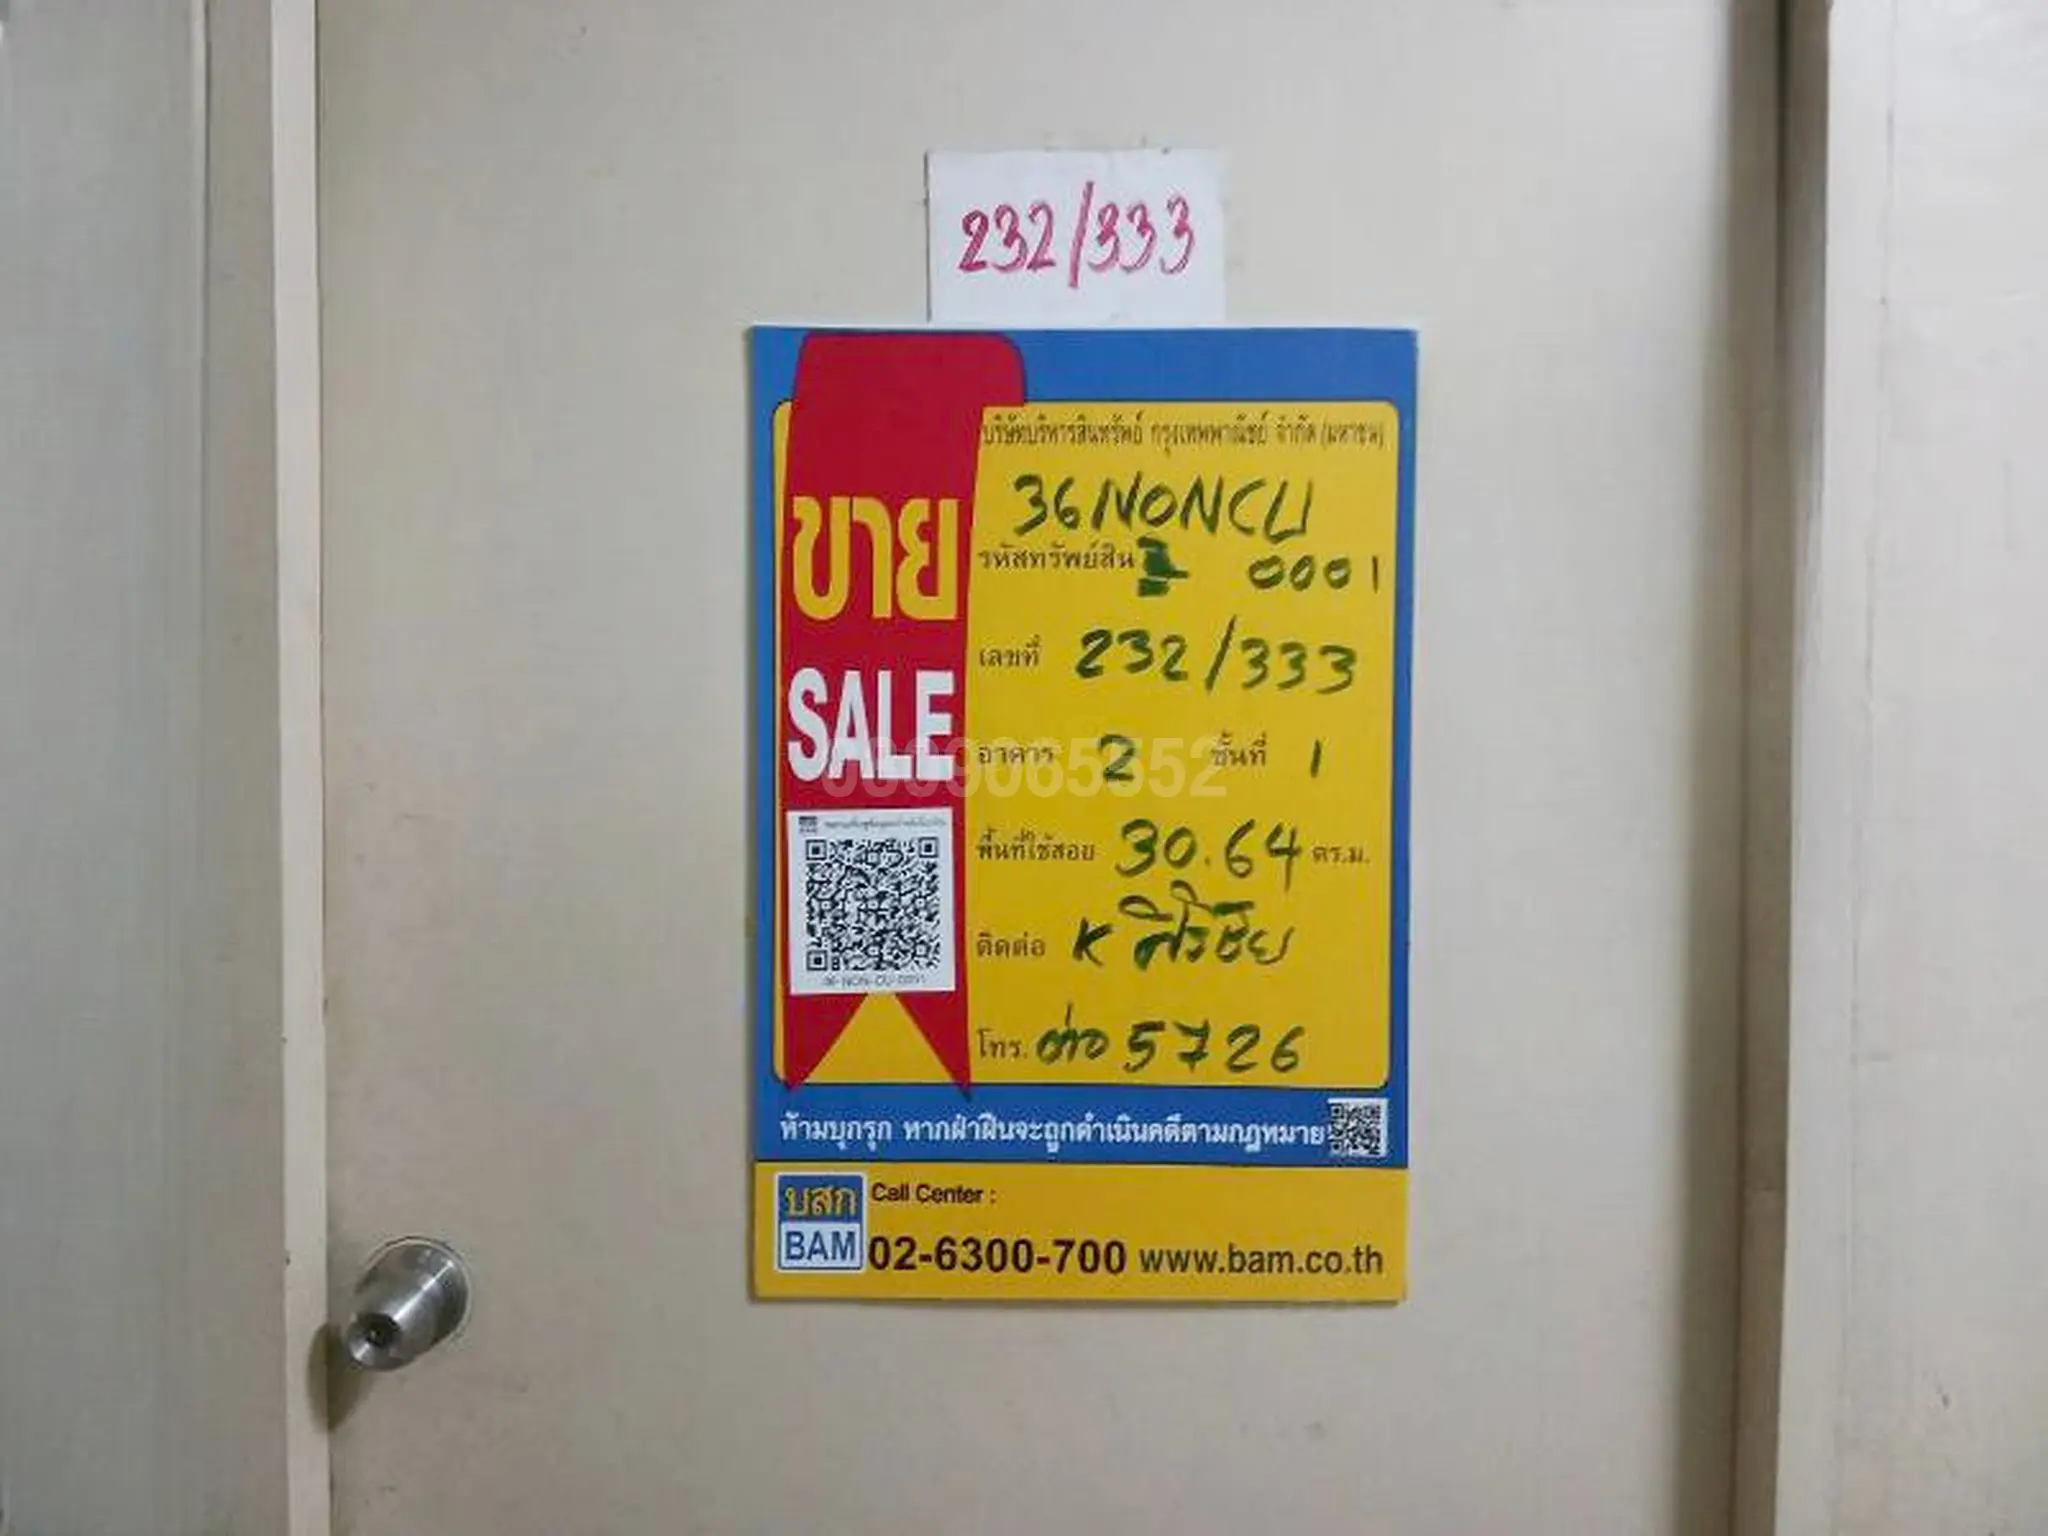 232/333
บริษัทบริหารสินทรัพย์ กรุงเทพพาณิชย์ จำกัด (มหาชน)
36NONCU
รหัสทรัพย์สิน 0001
ขาย
เลขที่ 232/333
SALE
อาคาร 2 ชั้นที่ 1
พื้นที่ใช้สอย 30.64 ตร.ม.
ติดต่อ K ศิริชัย
โทร. ต่อ 5726
ห้ามบุกรุก หากฝ่าฝืนจะถูกดำเนินคดีตามกฎหมาย
บสก
BAM
Call Center :
02-6300-700 www.bam.co.th